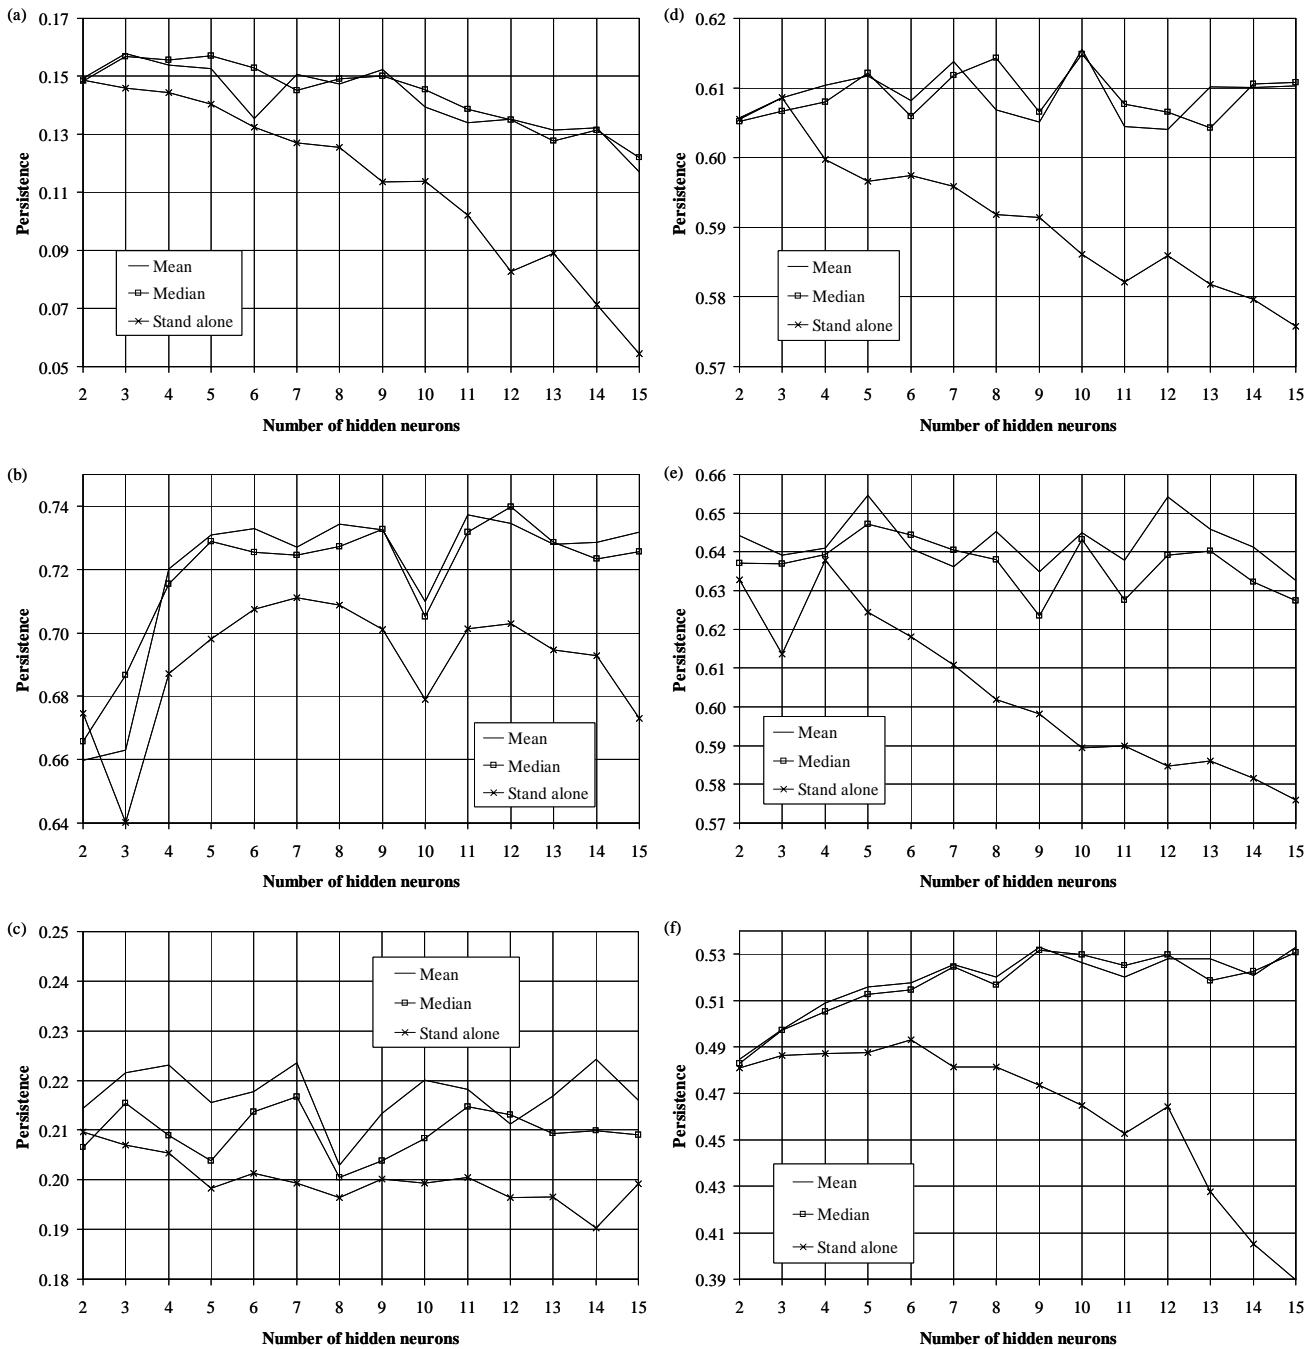 (a)
0.17
0.15
0.13
0.11
0.09
0.07
0.05
Persistence
Mean
Median
Stand alone
2 3 4 5 6 7 8 9 10 11 12 13 14 15
Number of hidden neurons
(d)
0.62
0.61
0.60
0.59
0.58
0.57
Persistence
Mean
Median
Stand alone
2 3 4 5 6 7 8 9 10 11 12 13 14 15
Number of hidden neurons
(b)
0.74
0.72
0.70
0.68
0.66
0.64
Persistence
Mean
Median
Stand alone
2 3 4 5 6 7 8 9 10 11 12 13 14 15
Number of hidden neurons
(e)
0.66
0.65
0.64
0.63
0.62
0.61
0.60
0.59
0.58
0.57
Persistence
Mean
Median
Stand alone
2 3 4 5 6 7 8 9 10 11 12 13 14 15
Number of hidden neurons
(c)
0.25
0.24
0.23
0.22
0.21
0.20
0.19
0.18
Persistence
Mean
Median
Stand alone
2 3 4 5 6 7 8 9 10 11 12 13 14 15
Number of hidden neurons
(f)
0.53
0.51
0.49
0.47
0.45
0.43
0.41
0.39
Persistence
Mean
Median
Stand alone
2 3 4 5 6 7 8 9 10 11 12 13 14 15
Number of hidden neurons